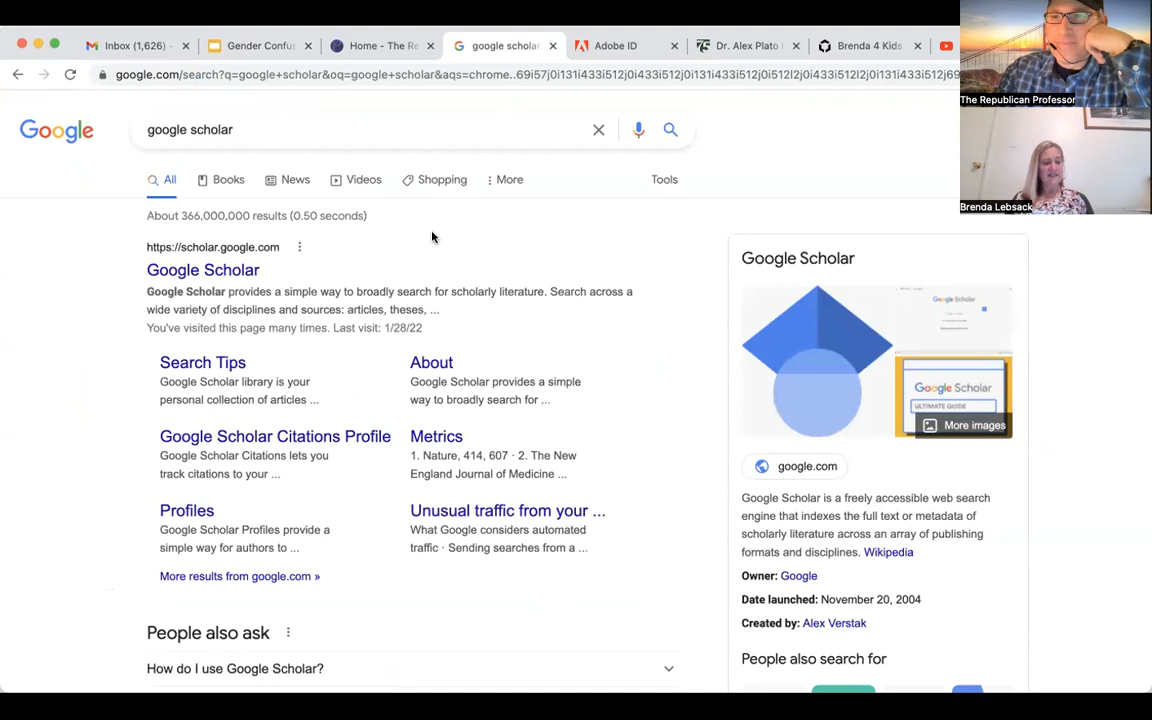 Inbox (1,626)
Gender Confus
Home - The Re
google schola
Adobe ID
Dr. Alex Plato
Brenda 4 Kids
google.com/search?q=google+scholar&oq=google+scholar&aqs=chrome..69i57j0i131i433i512j0i131i433i512j0i131i433i512j0i512l2j0i433i512j0i131i433i512j69
The Republican Professor
Brenda Lebsack
Google
google scholar
All
Books
News
Videos
Shopping
More
Tools
About 366,000,000 results (0.50 seconds)
https://scholar.google.com
Google Scholar
Google Scholar provides a simple way to broadly search for scholarly literature. Search across a
wide variety of disciplines and sources: articles, theses, ...
You've visited this page many times. Last visit: 1/28/22
Search Tips
Google Scholar library is your
personal collection of articles ...
About
Google Scholar provides a simple
way to broadly search for ...
Google Scholar Citations Profile
Google Scholar Citations lets you
track citations to your ...
Metrics
1. Nature, 414, 607 · 2. The New
England Journal of Medicine ...
Profiles
Google Scholar Profiles provide a
simple way for authors to ...
Unusual traffic from your ...
What Google considers automated
traffic · Sending searches from a ...
More results from google.com »
People also ask
How do I use Google Scholar?
Google Scholar
Google Scholar
Google Scholar
ULTIMATE GUIDE
More images
google.com
Google Scholar is a freely accessible web search
engine that indexes the full text or metadata of
scholarly literature across an array of publishing
formats and disciplines. Wikipedia
Owner: Google
Date launched: November 20, 2004
Created by: Alex Verstak
People also search for